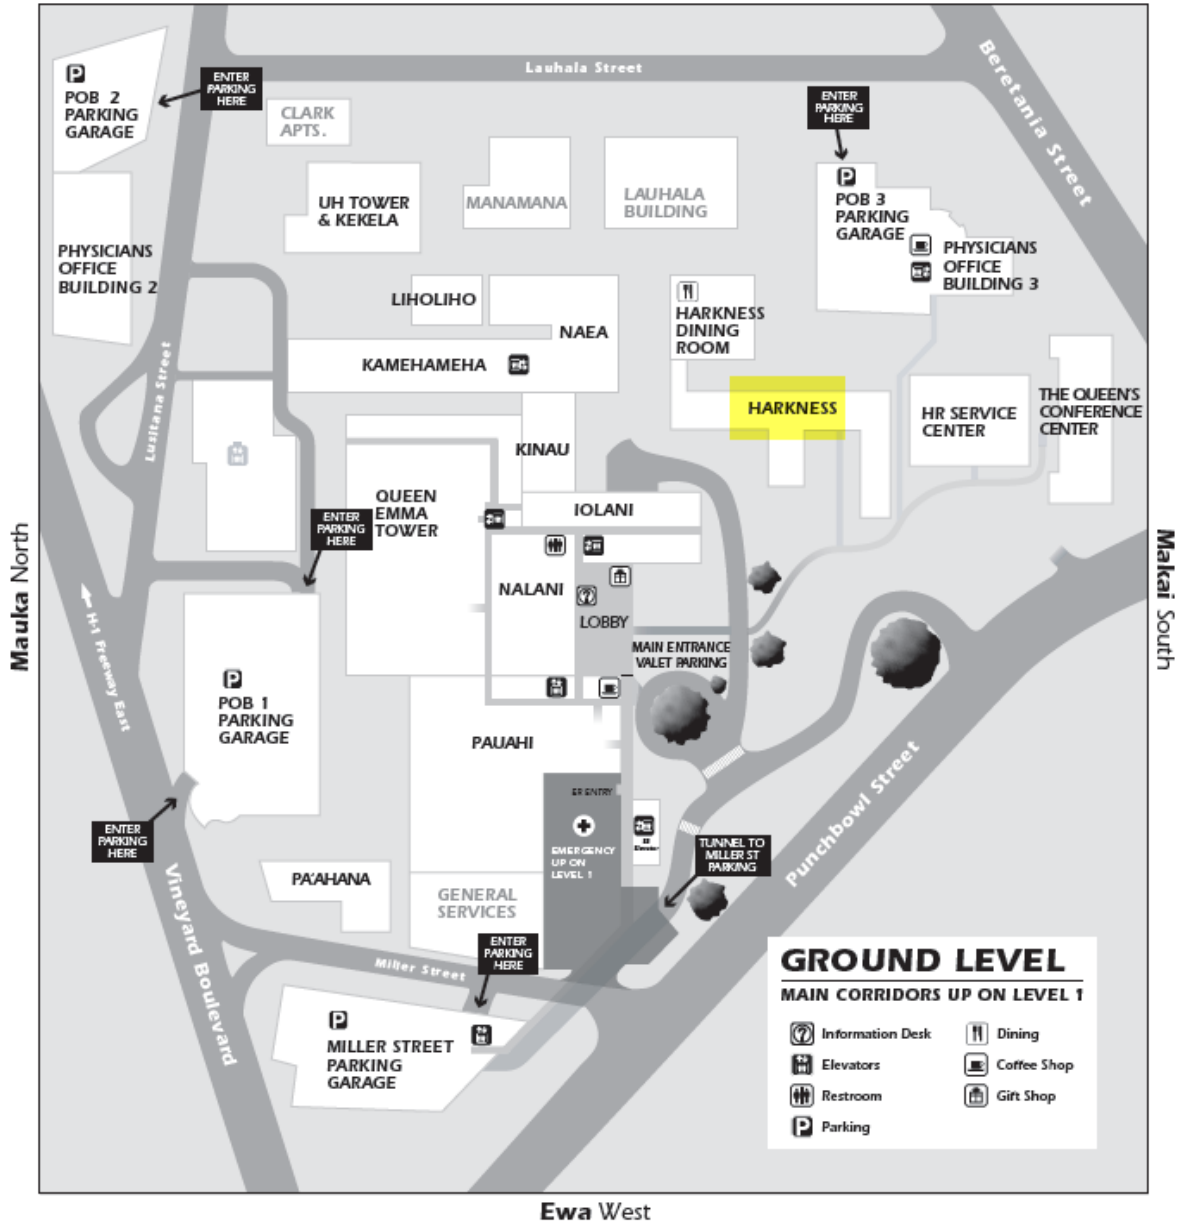 Lauhala Street
Beretania Street
P
POB 2
PARKING
GARAGE
ENTER
PARKING
HERE
CLARK
APTS.
ENTER
PARKING
HERE
UH TOWER
& KEKELA
MANAMANA
LAUHALA
BUILDING
P
POB 3
PARKING
GARAGE
PHYSICIANS
OFFICE
BUILDING 3
PHYSICIANS
OFFICE
BUILDING 2
LIHOLIHO
NAEA
HARKNESS
DINING
ROOM
KAMEHAMEHA
Lusitana Street
HARKNESS
HR SERVICE
CENTER
THE QUEEN'S
CONFERENCE
CENTER
KINAU
QUEEN
EMMA
TOWER
IOLANI
ENTER
PARKING
HERE
Mauka North
Makai South
NALANI
?
LOBBY
MAIN ENTRANCE
VALET PARKING
H-1 Freeway East
P
POB 1
PARKING
GARAGE
PAUAHI
ER ENTRY
EMERGENCY
UP ON
LEVEL 1
ER
Elevator
TUNNEL TO
MILLER ST
PARKING
Punchbowl Street
ENTER
PARKING
HERE
PA'AHANA
GENERAL
SERVICES
Vineyard Boulevard
Miller Street
ENTER
PARKING
HERE
P
MILLER STREET
PARKING
GARAGE
GROUND LEVEL
MAIN CORRIDORS UP ON LEVEL 1
? Information Desk
Elevators
Restroom
P Parking
Dining
Coffee Shop
Gift Shop
Ewa West